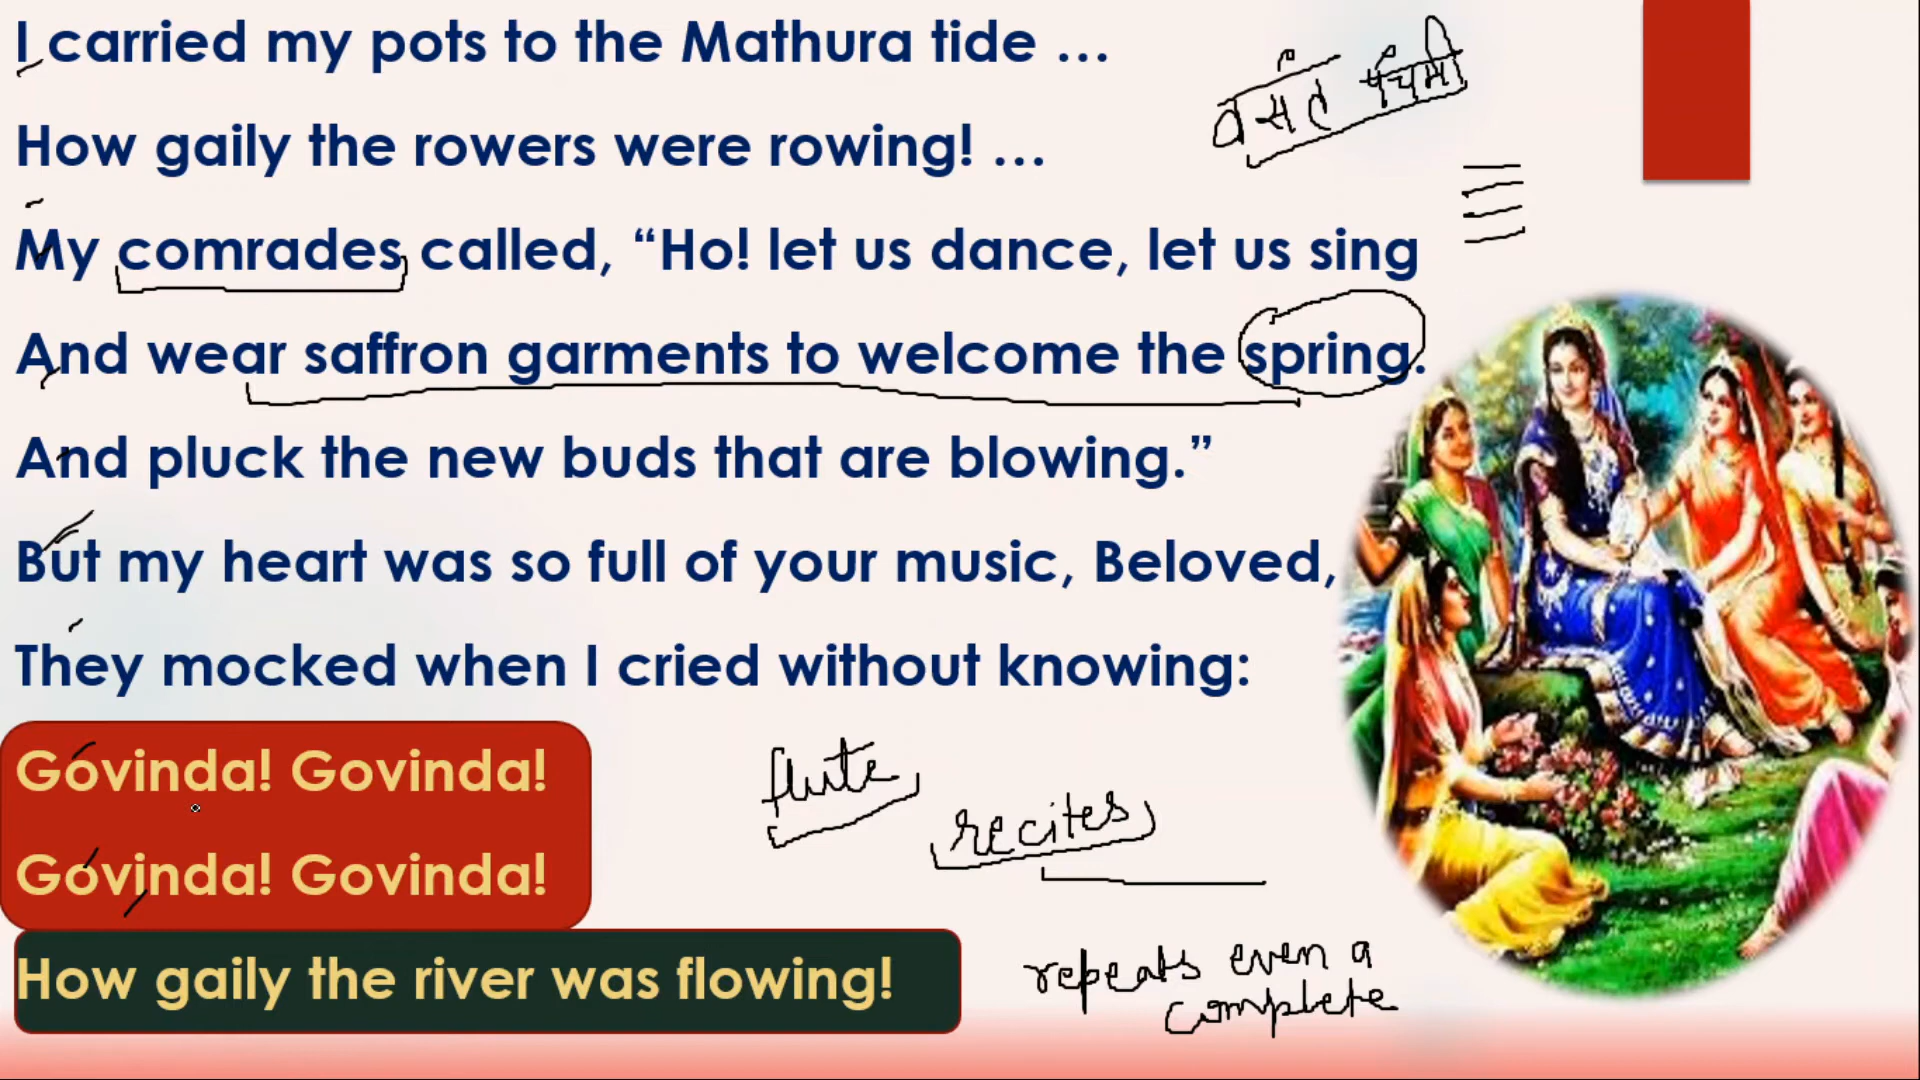 I carried my pots to the Mathura tide ...
How gaily the rowers were rowing! ...
My comrades called, “Ho! let us dance, let us sing
And wear saffron garments to welcome the spring.
And pluck the new buds that are blowing.”
But my heart was so full of your music, Beloved,
They mocked when I cried without knowing:
Govinda! Govinda!
Govinda! Govinda!
How gaily the river was flowing!
वसंत पंचमी
flute
recites
repeats even a
complete